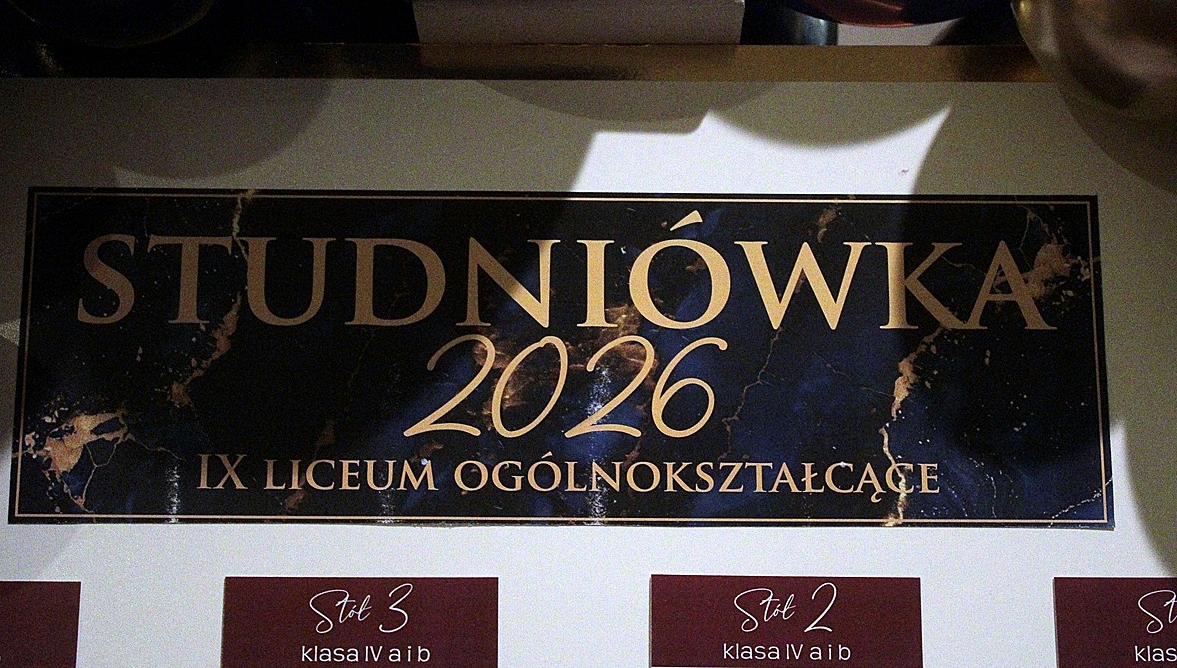 STUDNIÓWKA
2026
IX LICEUM OGÓLNOKSZTAŁCĄCE
Stół 3
klasa IV a i b
Stół 2
klasa IV a i b